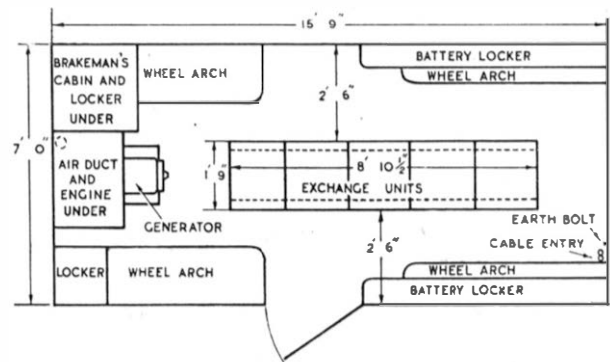 15' 9"
BRAKEMAN'S
CABIN AND
LOCKER
UNDER
WHEEL ARCH
BATTERY LOCKER
WHEEL ARCH
2' 6"
7' 0"
AIR DUCT
AND
ENGINE
UNDER
1' 9"
8' 10 1/2"
EXCHANGE UNITS
GENERATOR
2' 6"
EARTH BOLT
CABLE ENTRY
LOCKER
WHEEL ARCH
WHEEL ARCH
BATTERY LOCKER